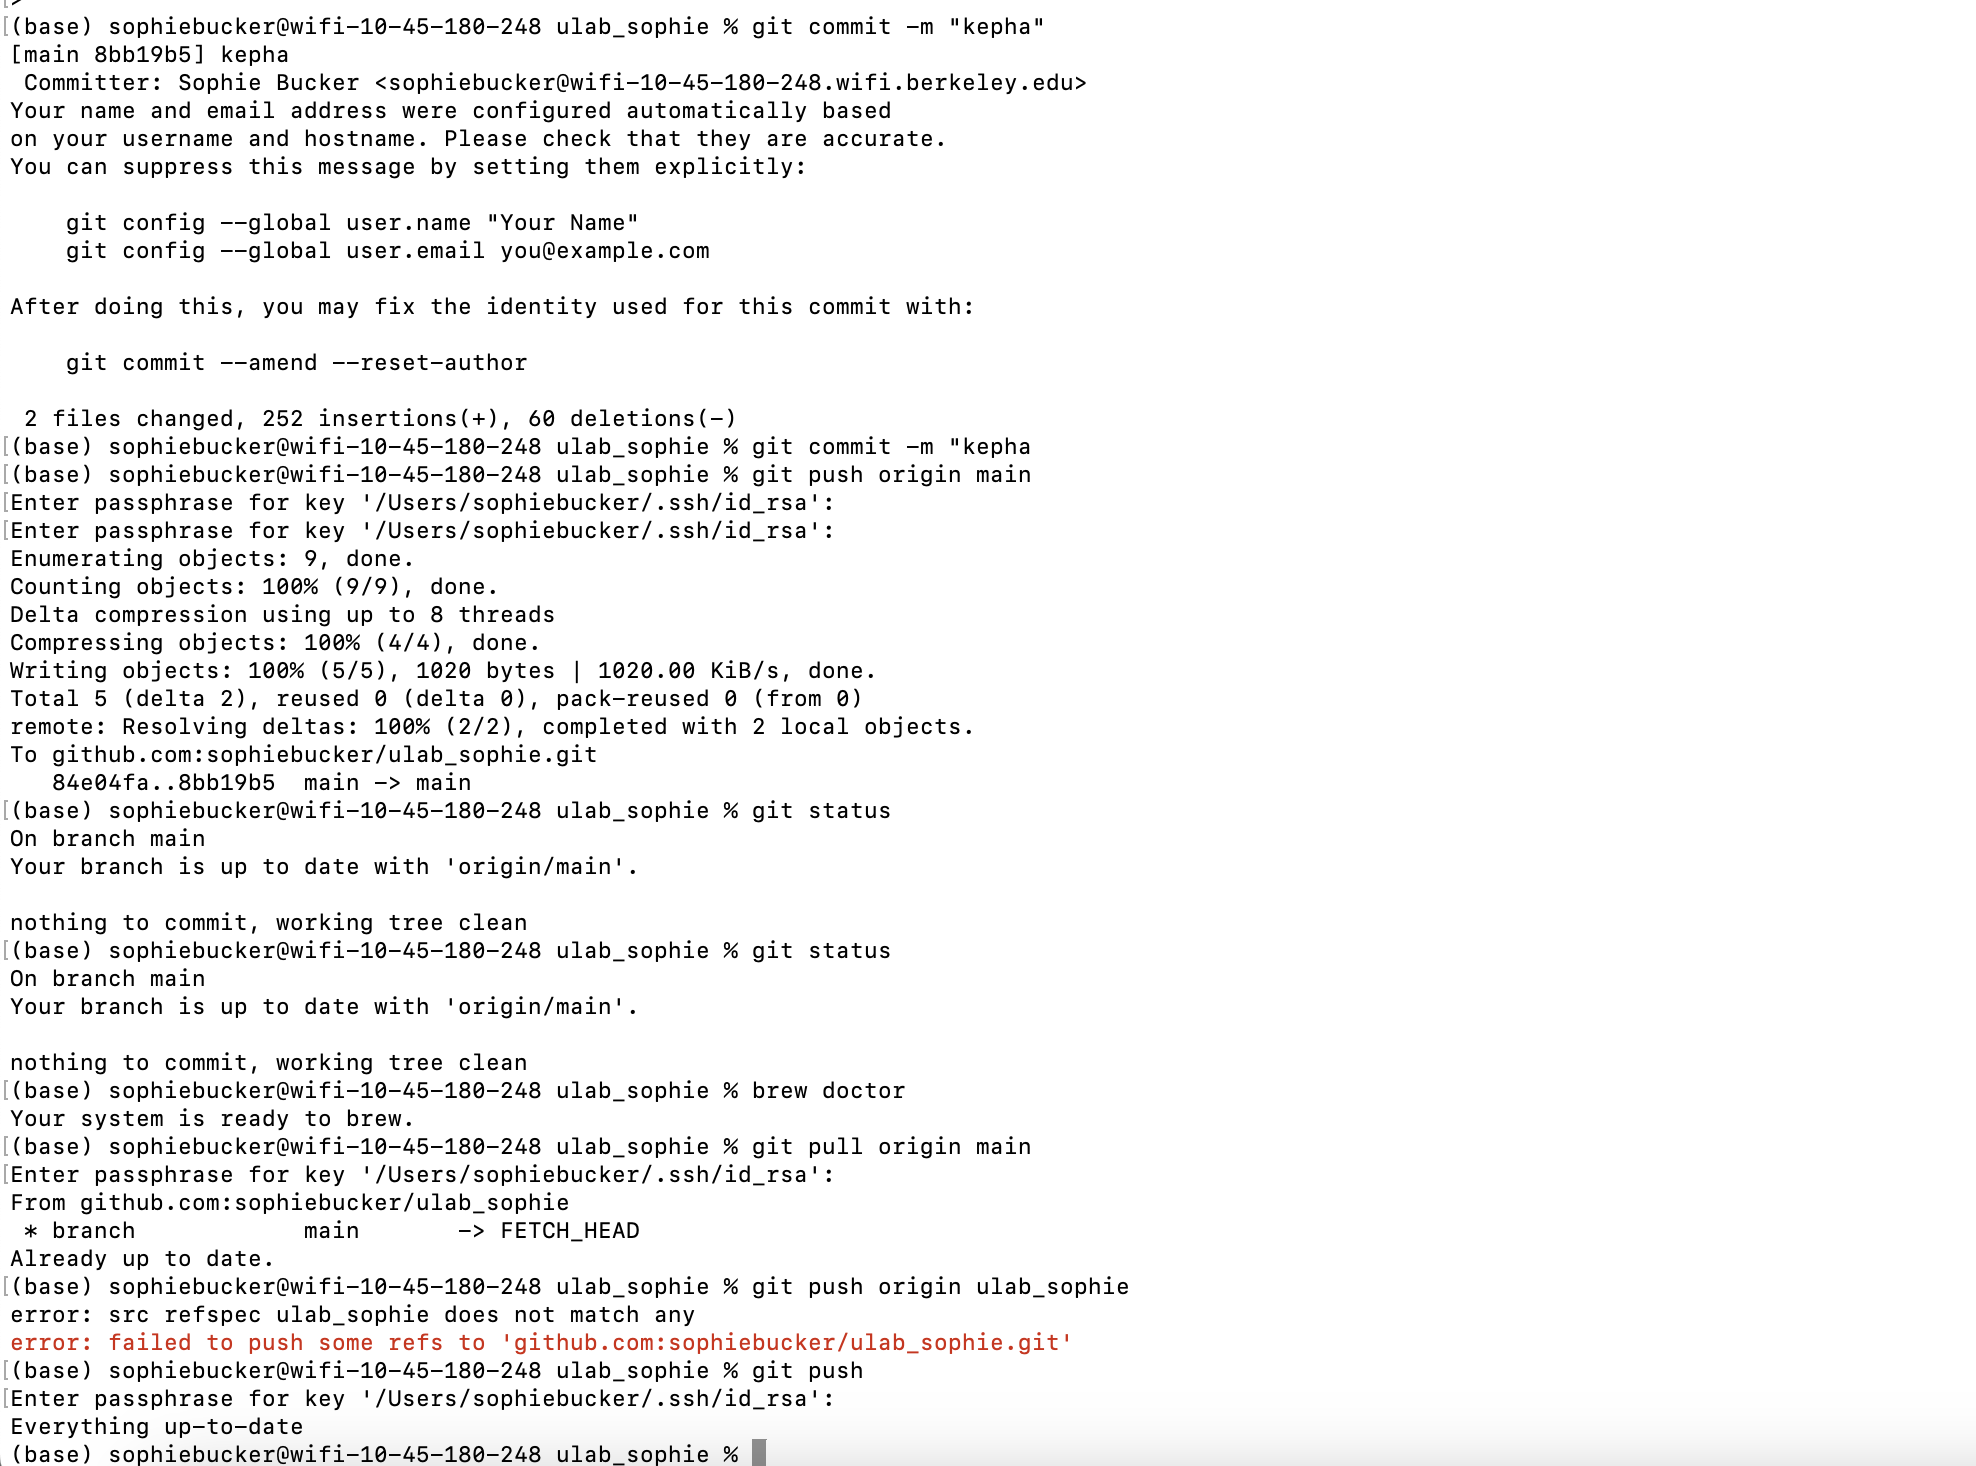 >
[(base) sophiebucker@wifi-10-45-180-248 ulab_sophie % git commit -m "kepha"
[main 8bb19b5] kepha
 Committer: Sophie Bucker <sophiebucker@wifi-10-45-180-248.wifi.berkeley.edu>
Your name and email address were configured automatically based
on your username and hostname. Please check that they are accurate.
You can suppress this message by setting them explicitly:

    git config --global user.name "Your Name"
    git config --global user.email you@example.com

After doing this, you may fix the identity used for this commit with:

    git commit --amend --reset-author

 2 files changed, 252 insertions(+), 60 deletions(-)
[(base) sophiebucker@wifi-10-45-180-248 ulab_sophie % git commit -m "kepha
[(base) sophiebucker@wifi-10-45-180-248 ulab_sophie % git push origin main
[Enter passphrase for key '/Users/sophiebucker/.ssh/id_rsa':
[Enter passphrase for key '/Users/sophiebucker/.ssh/id_rsa':
Enumerating objects: 9, done.
Counting objects: 100% (9/9), done.
Delta compression using up to 8 threads
Compressing objects: 100% (4/4), done.
Writing objects: 100% (5/5), 1020 bytes | 1020.00 KiB/s, done.
Total 5 (delta 2), reused 0 (delta 0), pack-reused 0 (from 0)
remote: Resolving deltas: 100% (2/2), completed with 2 local objects.
To github.com:sophiebucker/ulab_sophie.git
   84e04fa..8bb19b5  main -> main
[(base) sophiebucker@wifi-10-45-180-248 ulab_sophie % git status
On branch main
Your branch is up to date with 'origin/main'.

nothing to commit, working tree clean
[(base) sophiebucker@wifi-10-45-180-248 ulab_sophie % git status
On branch main
Your branch is up to date with 'origin/main'.

nothing to commit, working tree clean
[(base) sophiebucker@wifi-10-45-180-248 ulab_sophie % brew doctor
Your system is ready to brew.
[(base) sophiebucker@wifi-10-45-180-248 ulab_sophie % git pull origin main
[Enter passphrase for key '/Users/sophiebucker/.ssh/id_rsa':
From github.com:sophiebucker/ulab_sophie
 * branch            main       -> FETCH_HEAD
Already up to date.
[(base) sophiebucker@wifi-10-45-180-248 ulab_sophie % git push origin ulab_sophie
error: src refspec ulab_sophie does not match any
error: failed to push some refs to 'github.com:sophiebucker/ulab_sophie.git'
[(base) sophiebucker@wifi-10-45-180-248 ulab_sophie % git push
[Enter passphrase for key '/Users/sophiebucker/.ssh/id_rsa':
Everything up-to-date
(base) sophiebucker@wifi-10-45-180-248 ulab_sophie %